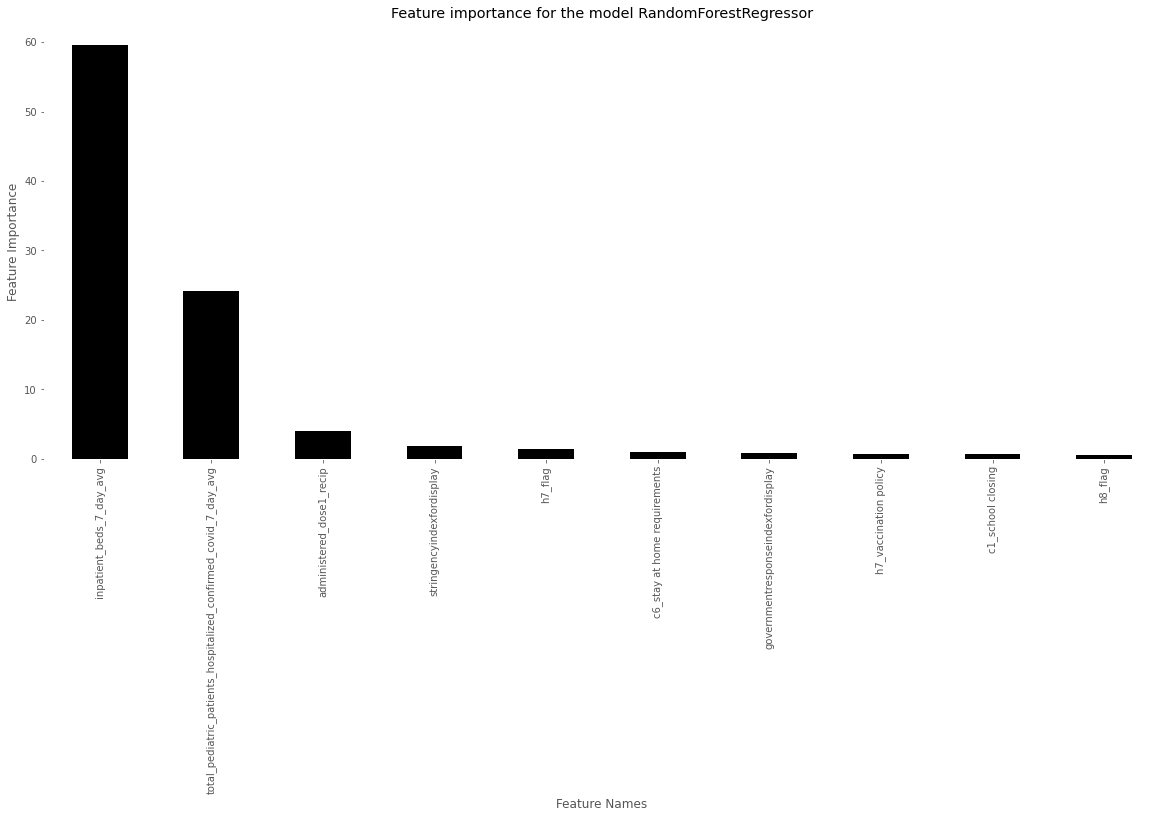 Feature importance for the model RandomForestRegressor
60
50
40
30
20
10
0
Feature Importance
inpatient_beds_7_day_avg
total_pediatric_patients_hospitalized_confirmed_covid_7_day_avg
administered_dose1_recip
stringencyindexfordisplay
h7_flag
c6_stay at home requirements
governmentresponseindexfordisplay
h7_vaccination policy
c1_school closing
h8_flag
Feature Names